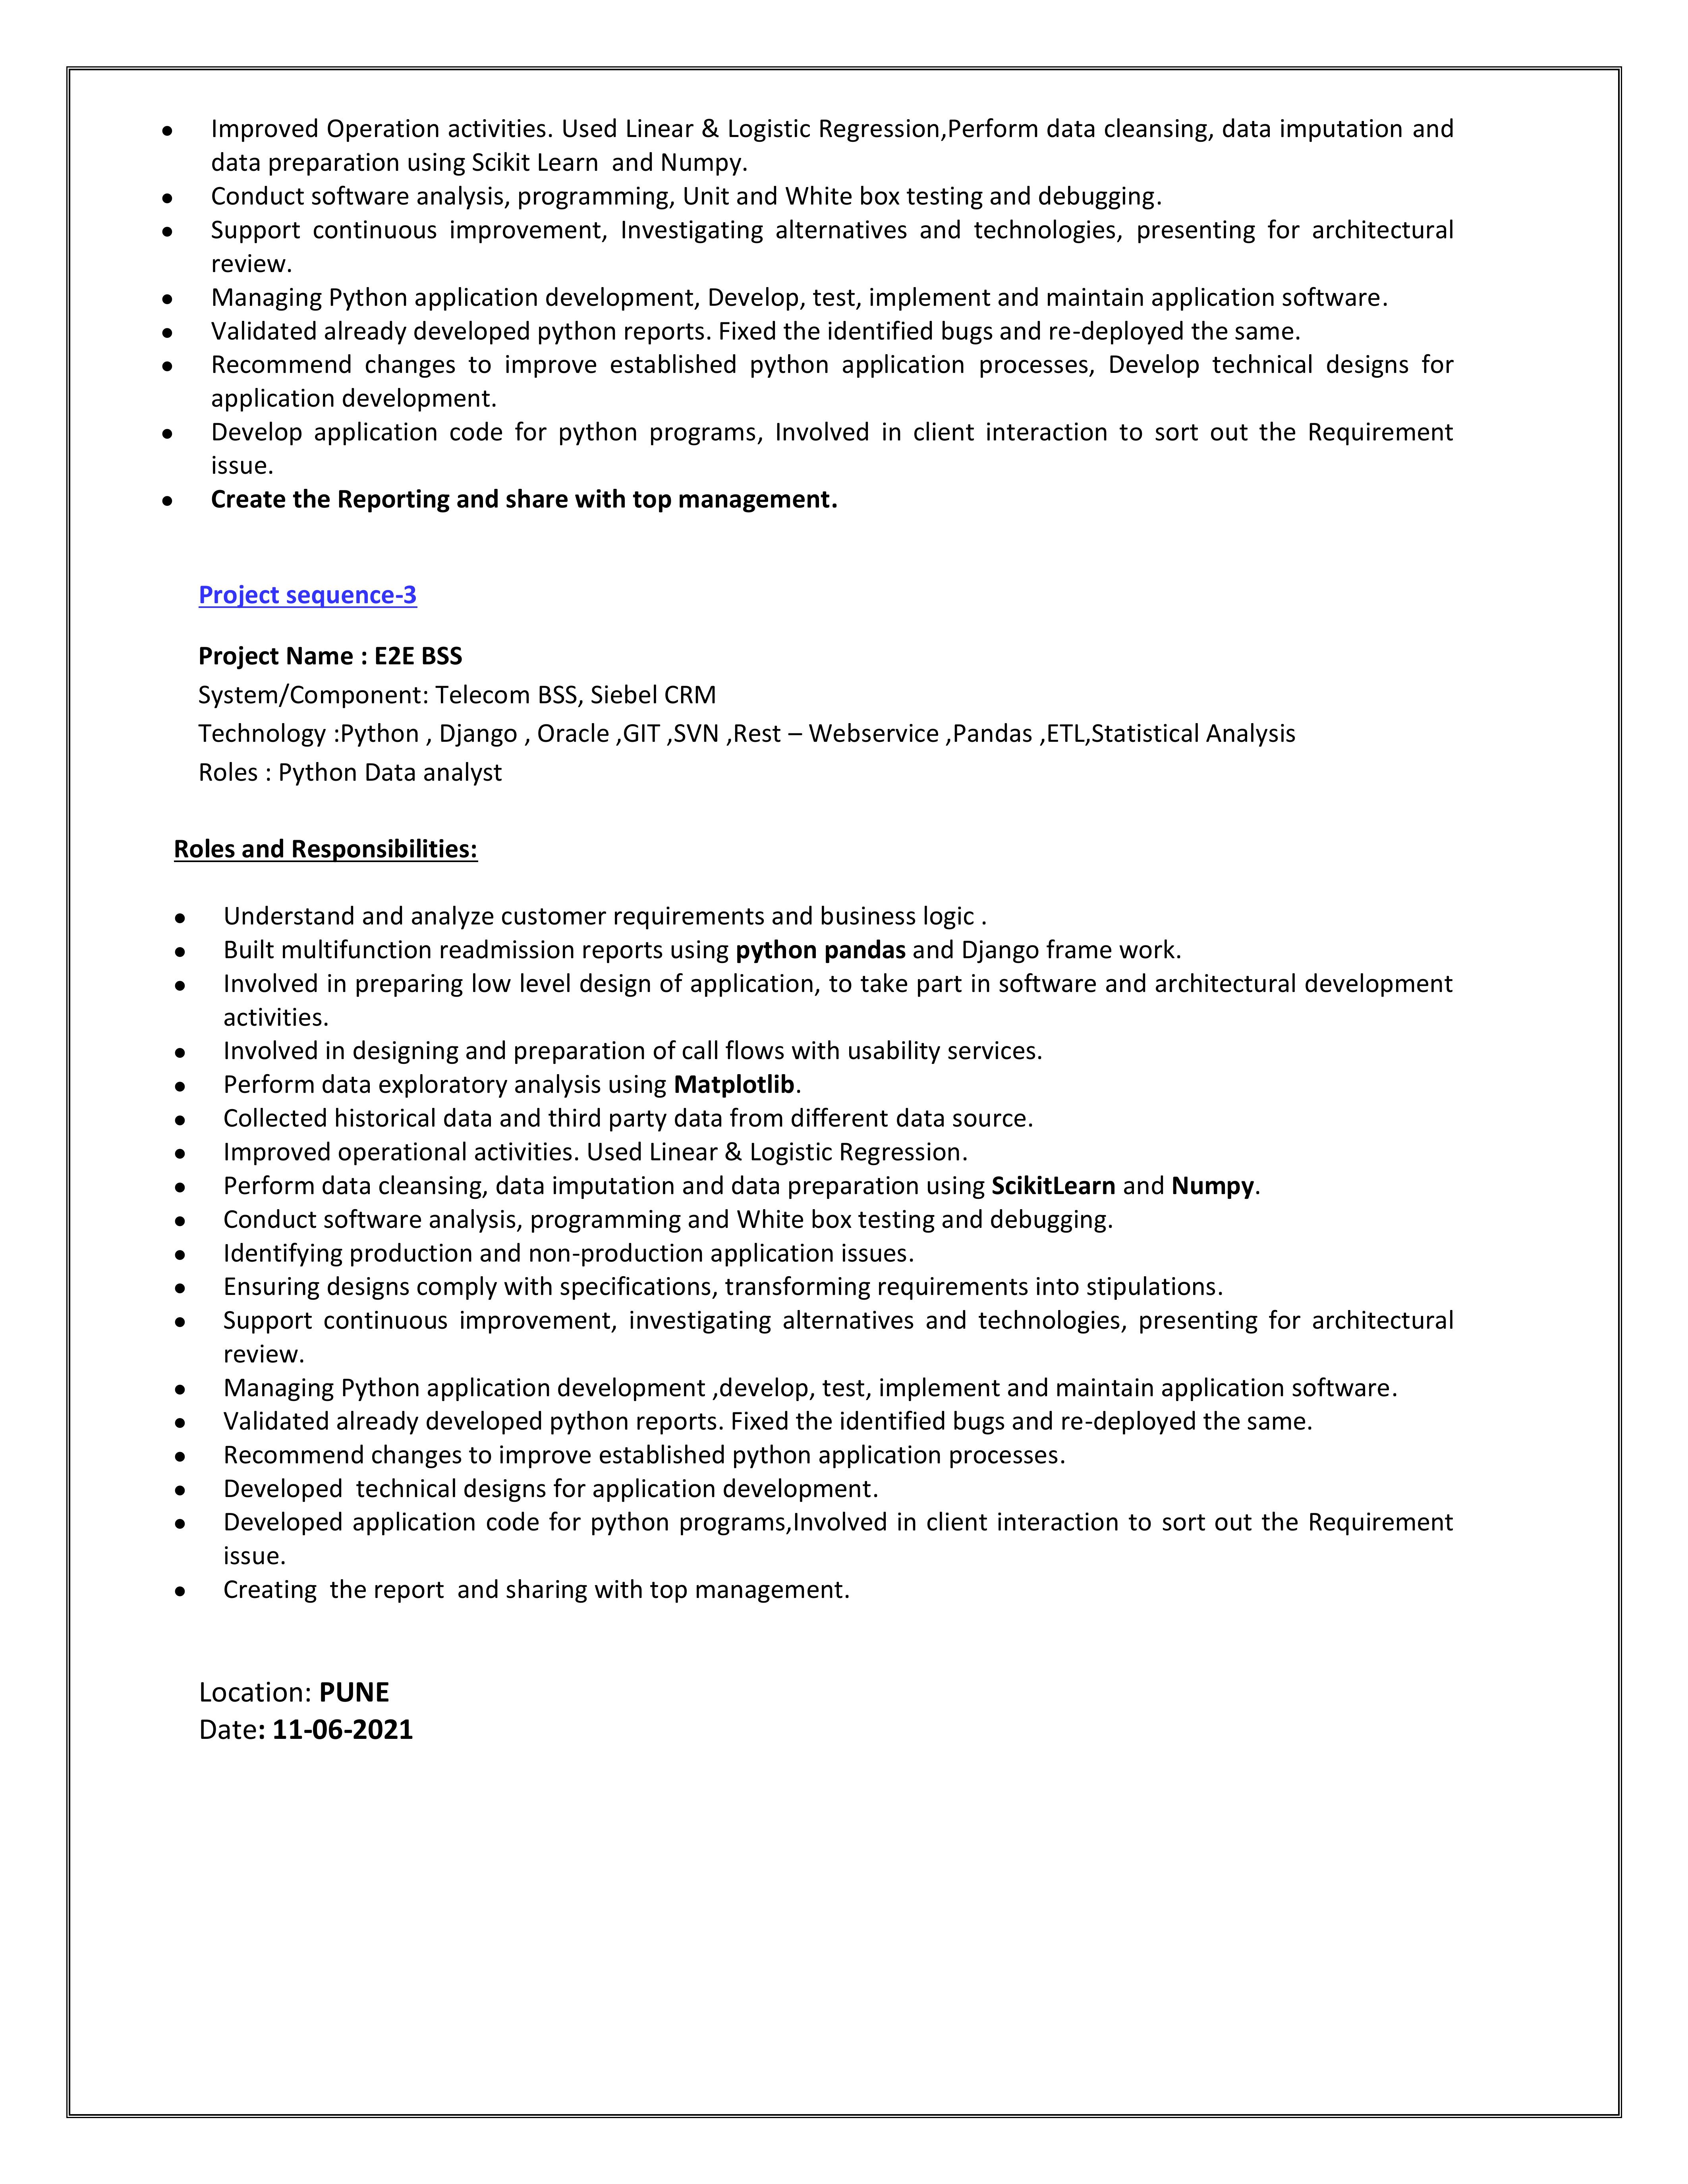 ● Improved Operation activities. Used Linear & Logistic Regression,Perform data cleansing, data imputation and
data preparation using Scikit Learn  and Numpy.
● Conduct software analysis, programming, Unit and White box testing and debugging.
● Support continuous improvement, Investigating alternatives and technologies, presenting for architectural
review.
● Managing Python application development, Develop, test, implement and maintain application software.
● Validated already developed python reports. Fixed the identified bugs and re-deployed the same.
● Recommend changes to improve established python application processes, Develop technical designs for
application development.
● Develop application code for python programs, Involved in client interaction to sort out the Requirement
issue.
● Create the Reporting and share with top management.
Project sequence-3
Project Name : E2E BSS
System/Component: Telecom BSS, Siebel CRM
Technology :Python , Django , Oracle ,GIT ,SVN ,Rest – Webservice ,Pandas ,ETL,Statistical Analysis
Roles : Python Data analyst
Roles and Responsibilities:
● Understand and analyze customer requirements and business logic .
● Built multifunction readmission reports using python pandas and Django frame work.
● Involved in preparing low level design of application, to take part in software and architectural development
activities.
● Involved in designing and preparation of call flows with usability services.
● Perform data exploratory analysis using Matplotlib.
● Collected historical data and third party data from different data source.
● Improved operational activities. Used Linear & Logistic Regression.
● Perform data cleansing, data imputation and data preparation using ScikitLearn and Numpy.
● Conduct software analysis, programming and White box testing and debugging.
● Identifying production and non-production application issues.
● Ensuring designs comply with specifications, transforming requirements into stipulations.
● Support continuous improvement, investigating alternatives and technologies, presenting for architectural
review.
● Managing Python application development ,develop, test, implement and maintain application software.
● Validated already developed python reports. Fixed the identified bugs and re-deployed the same.
● Recommend changes to improve established python application processes.
● Developed  technical designs for application development.
● Developed application code for python programs,Involved in client interaction to sort out the Requirement
issue.
● Creating  the report  and sharing with top management.
Location: PUNE
Date: 11-06-2021